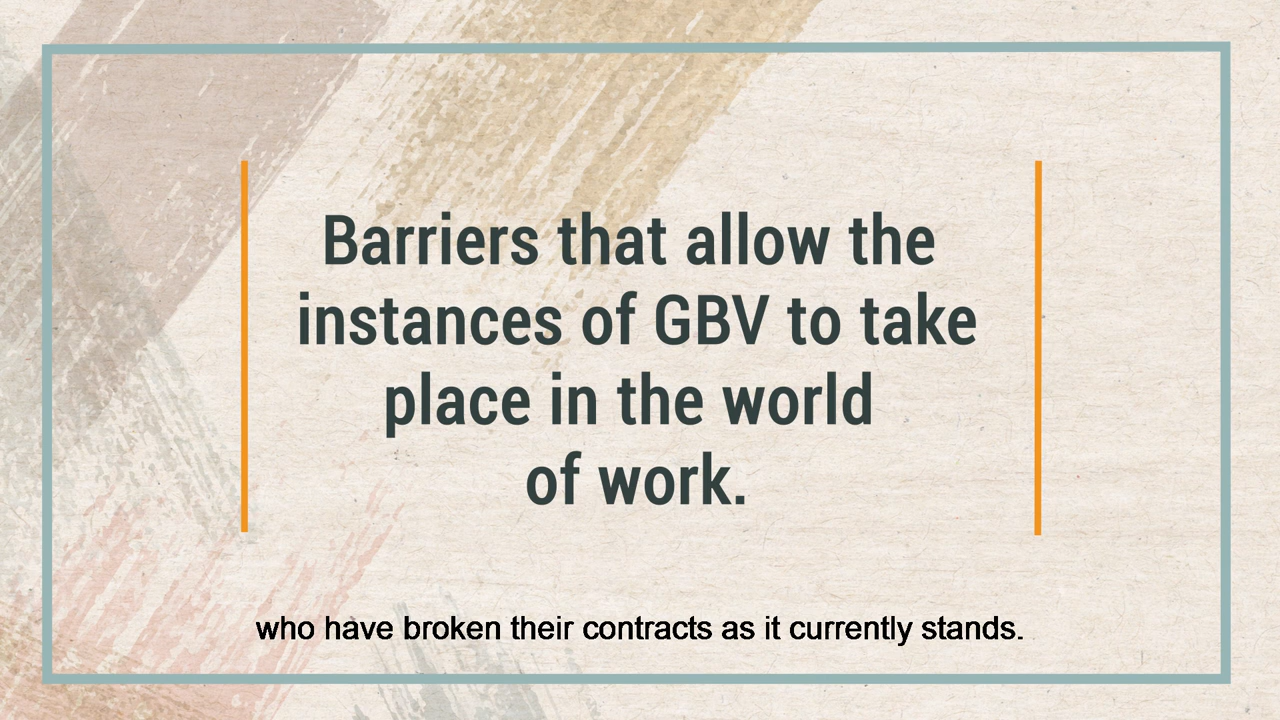 Barriers that allow the
instances of GBV to take
place in the world
of work.
who have broken their contracts as it currently stands.